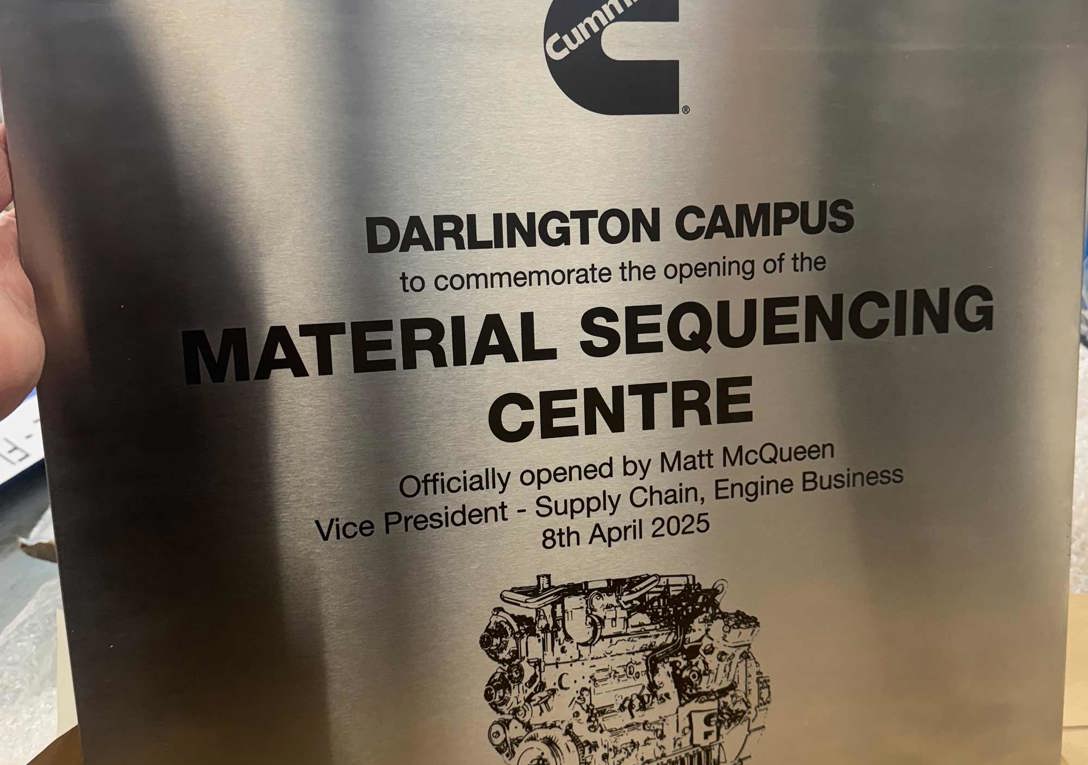 Cummi
®
DARLINGTON CAMPUS
to commemorate the opening of the
MATERIAL SEQUENCING
CENTRE
Officially opened by Matt McQueen
Vice President - Supply Chain, Engine Business
8th April 2025